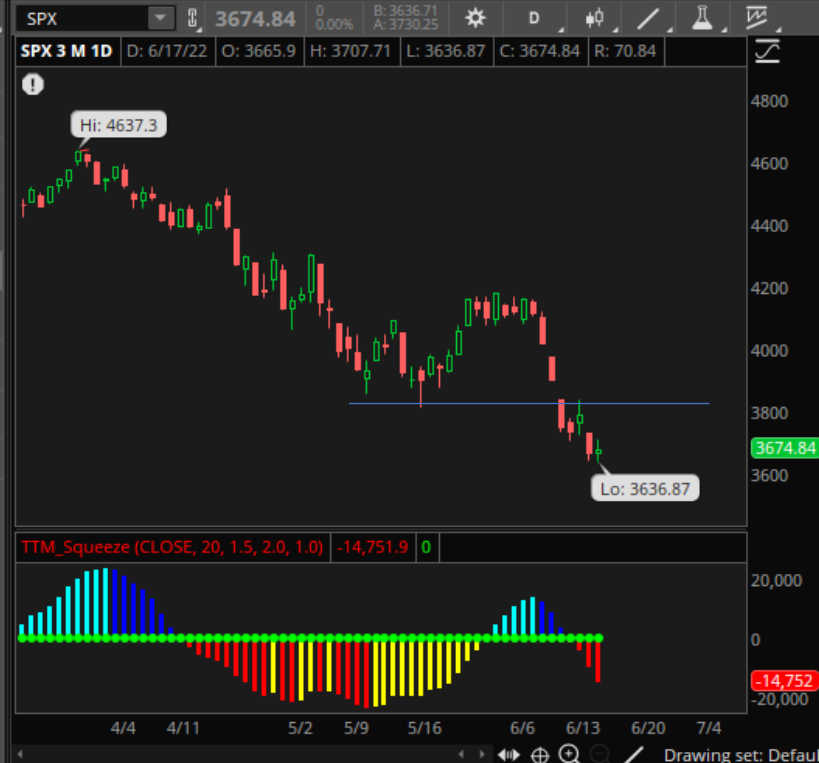 SPX 3674.84 0 B: 3636.71 D
0.00% A: 3730.25
SPX 3 M 1D D: 6/17/22 O: 3665.9 H: 3707.71 L: 3636.87 C: 3674.84 R: 70.84
4800
Hi: 4637.3
4600
4400
4200
4000
3800
3674.84
3600
Lo: 3636.87
TTM_Squeeze (CLOSE, 20, 1.5, 2.0, 1.0) -14,751.9 0
20,000
0
-14,752
-20,000
4/4 4/11 5/2 5/9 5/16 6/6 6/13 6/20 7/4
Drawing set: Defau